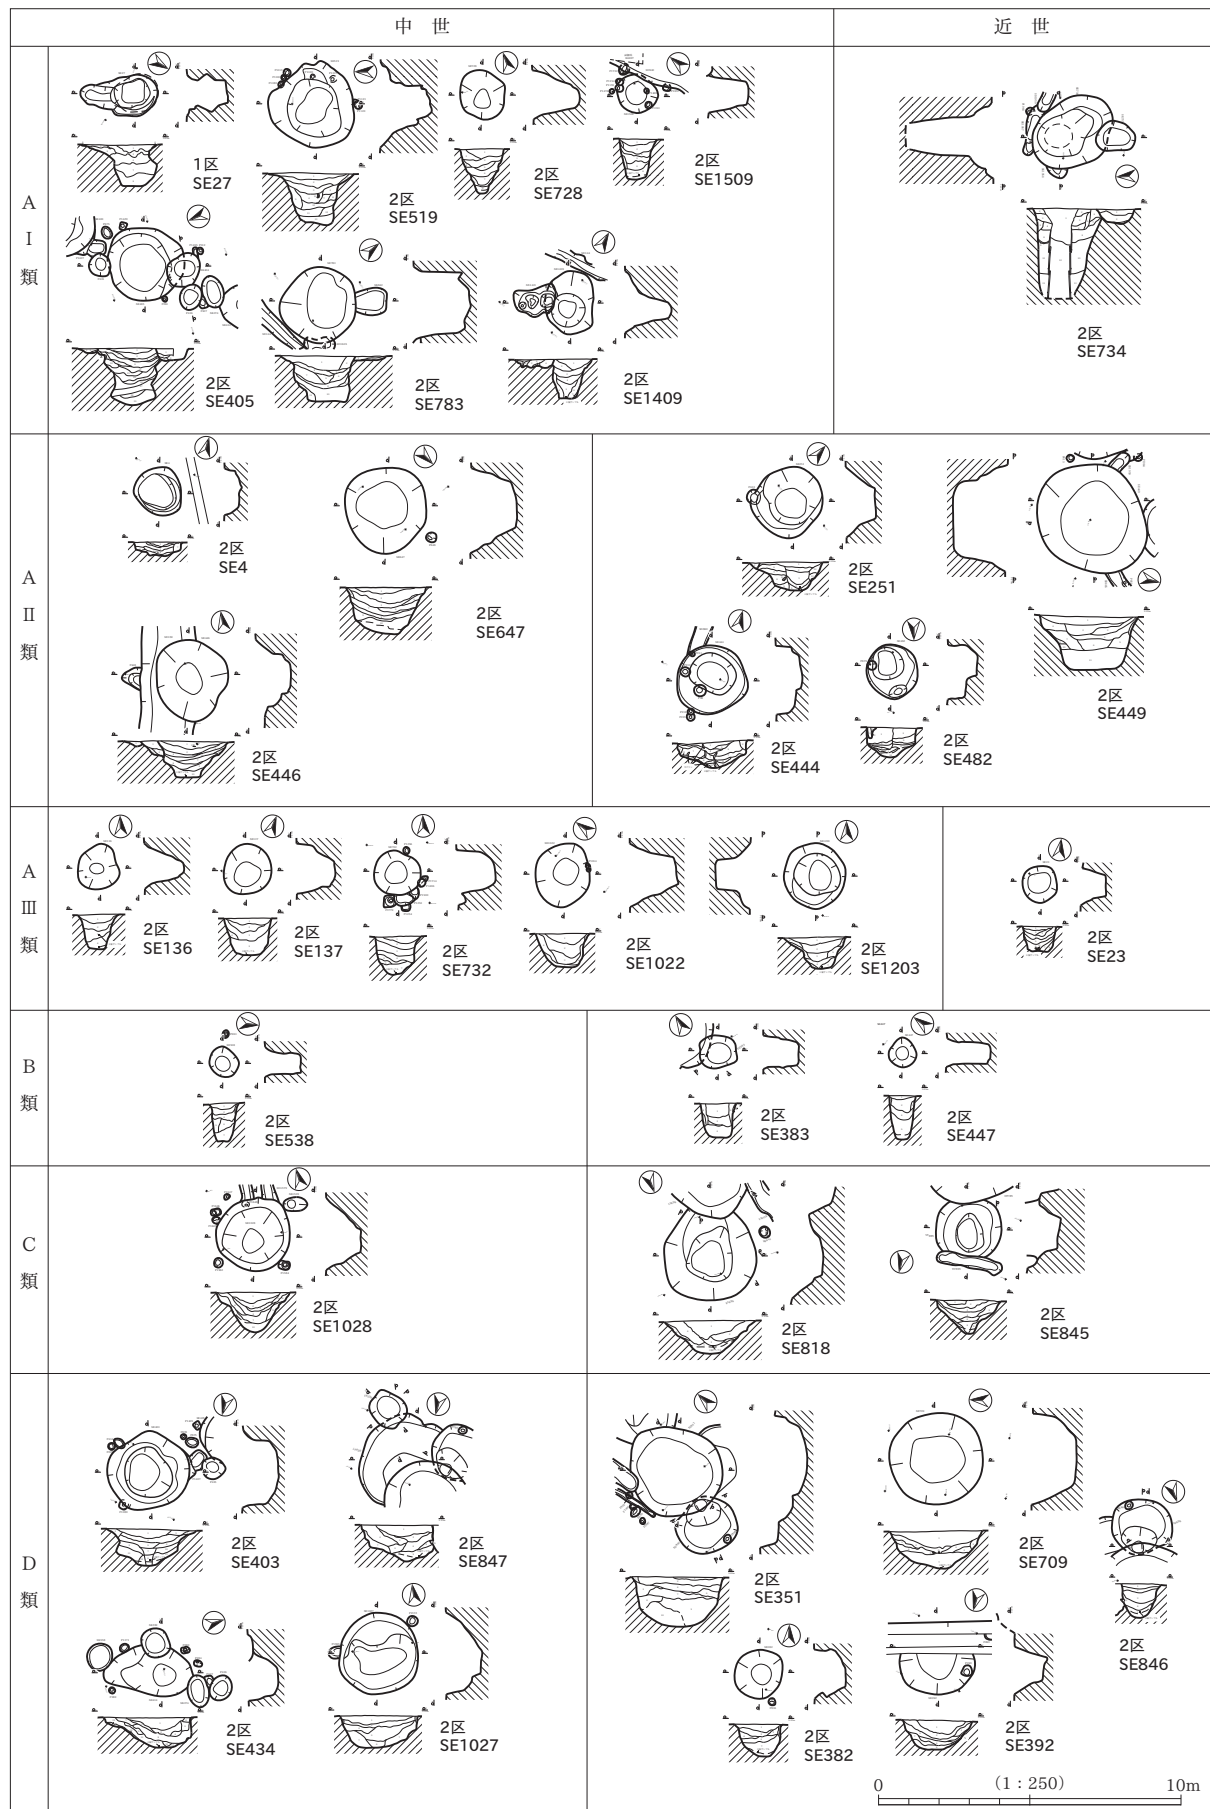 中 世
近 世
A
I
類
1区
SE27
2区
SE519
2区
SE728
2区
SE1509
2区
SE405
2区
SE783
2区
SE1409
2区
SE734
A
II
類
2区
SE4
2区
SE647
2区
SE446
2区
SE251
2区
SE449
2区
SE444
2区
SE482
A
III
類
2区
SE136
2区
SE137
2区
SE732
2区
SE1022
2区
SE1203
2区
SE23
B
類
2区
SE538
2区
SE383
2区
SE447
C
類
2区
SE1028
2区
SE818
2区
SE845
D
類
2区
SE403
2区
SE847
2区
SE434
2区
SE1027
2区
SE351
2区
SE709
2区
SE846
2区
SE382
2区
SE392
0 (1:250) 10m